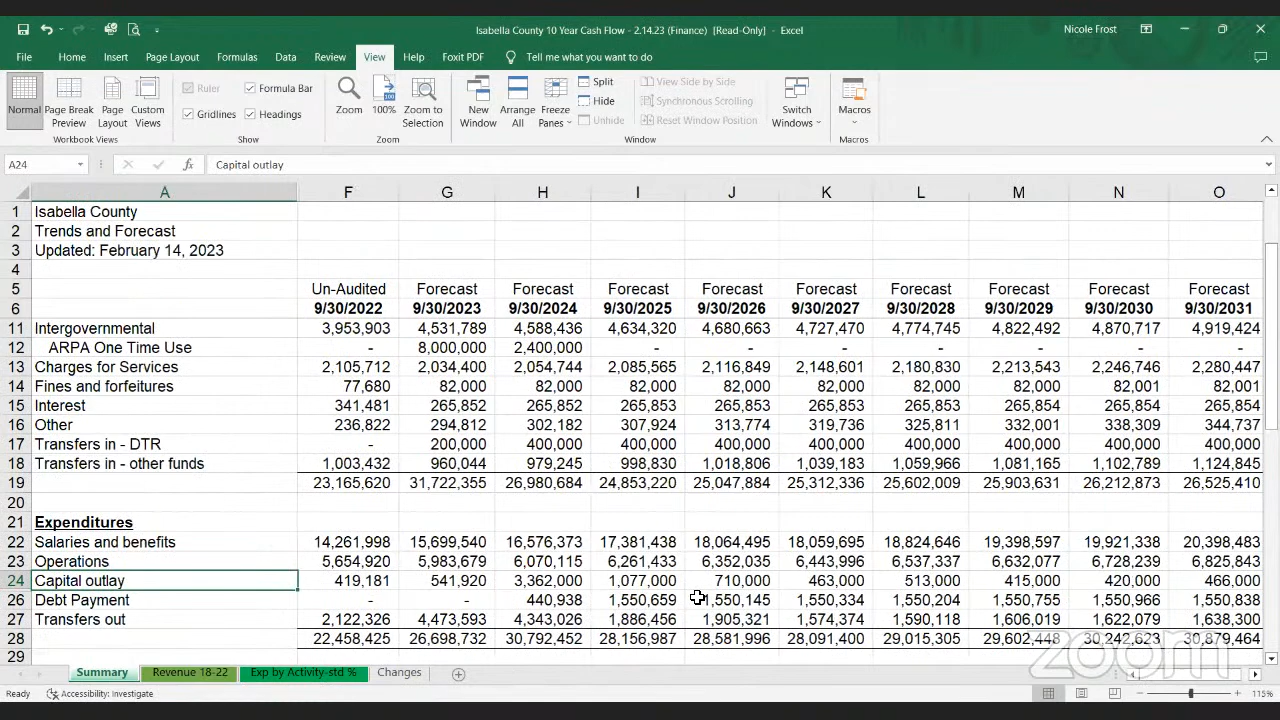 Isabella County 10 Year Cash Flow - 2.14.23 (Finance) [Read-Only] - Excel
Nicole Frost
File Home Insert Page Layout Formulas Data Review View Help Foxit PDF Tell me what you want to do
Normal Page Break Preview Page Layout Custom Views
Ruler Formula Bar
Gridlines Headings
Zoom 100% Zoom to Selection
New Window Arrange All Freeze Panes
Split View Side by Side
Hide Synchronous Scrolling
Unhide Reset Window Position
Switch Windows Macros
Workbook Views Show Zoom Window Macros
A24 fx Capital outlay
A F G H I J K L M N O
1 Isabella County
2 Trends and Forecast
3 Updated: February 14, 2023
4
5 Un-Audited Forecast Forecast Forecast Forecast Forecast Forecast Forecast Forecast Forecast
6 9/30/2022 9/30/2023 9/30/2024 9/30/2025 9/30/2026 9/30/2027 9/30/2028 9/30/2029 9/30/2030 9/30/2031
11 Intergovernmental 3,953,903 4,531,789 4,588,436 4,634,320 4,680,663 4,727,470 4,774,745 4,822,492 4,870,717 4,919,424
12 ARPA One Time Use - 8,000,000 2,400,000 - - - - - - -
13 Charges for Services 2,105,712 2,034,400 2,054,744 2,085,565 2,116,849 2,148,601 2,180,830 2,213,543 2,246,746 2,280,447
14 Fines and forfeitures 77,680 82,000 82,000 82,000 82,000 82,000 82,000 82,000 82,001 82,001
15 Interest 341,481 265,852 265,852 265,853 265,853 265,853 265,853 265,854 265,854 265,854
16 Other 236,822 294,812 302,182 307,924 313,774 319,736 325,811 332,001 338,309 344,737
17 Transfers in - DTR - 200,000 400,000 400,000 400,000 400,000 400,000 400,000 400,000 400,000
18 Transfers in - other funds 1,003,432 960,044 979,245 998,830 1,018,806 1,039,183 1,059,966 1,081,165 1,102,789 1,124,845
19 23,165,620 31,722,355 26,980,684 24,853,220 25,047,884 25,312,336 25,602,009 25,903,631 26,212,873 26,525,410
20
21 Expenditures
22 Salaries and benefits 14,261,998 15,699,540 16,576,373 17,381,438 18,064,495 18,059,695 18,824,646 19,398,597 19,921,338 20,398,483
23 Operations 5,654,920 5,983,679 6,070,115 6,261,433 6,352,035 6,443,996 6,537,337 6,632,077 6,728,239 6,825,843
24 Capital outlay 419,181 541,920 3,362,000 1,077,000 710,000 463,000 513,000 415,000 420,000 466,000
26 Debt Payment - - 440,938 1,550,659 1,550,145 1,550,334 1,550,204 1,550,755 1,550,966 1,550,838
27 Transfers out 2,122,326 4,473,593 4,343,026 1,886,456 1,905,321 1,574,374 1,590,118 1,606,019 1,622,079 1,638,300
28 22,458,425 26,698,732 30,792,452 28,156,987 28,581,996 28,091,400 29,015,305 29,602,448 30,242,623 30,879,464
29
zoom
Summary Revenue 18-22 Exp by Activity-std % Changes
Ready Accessibility: Investigate 115%